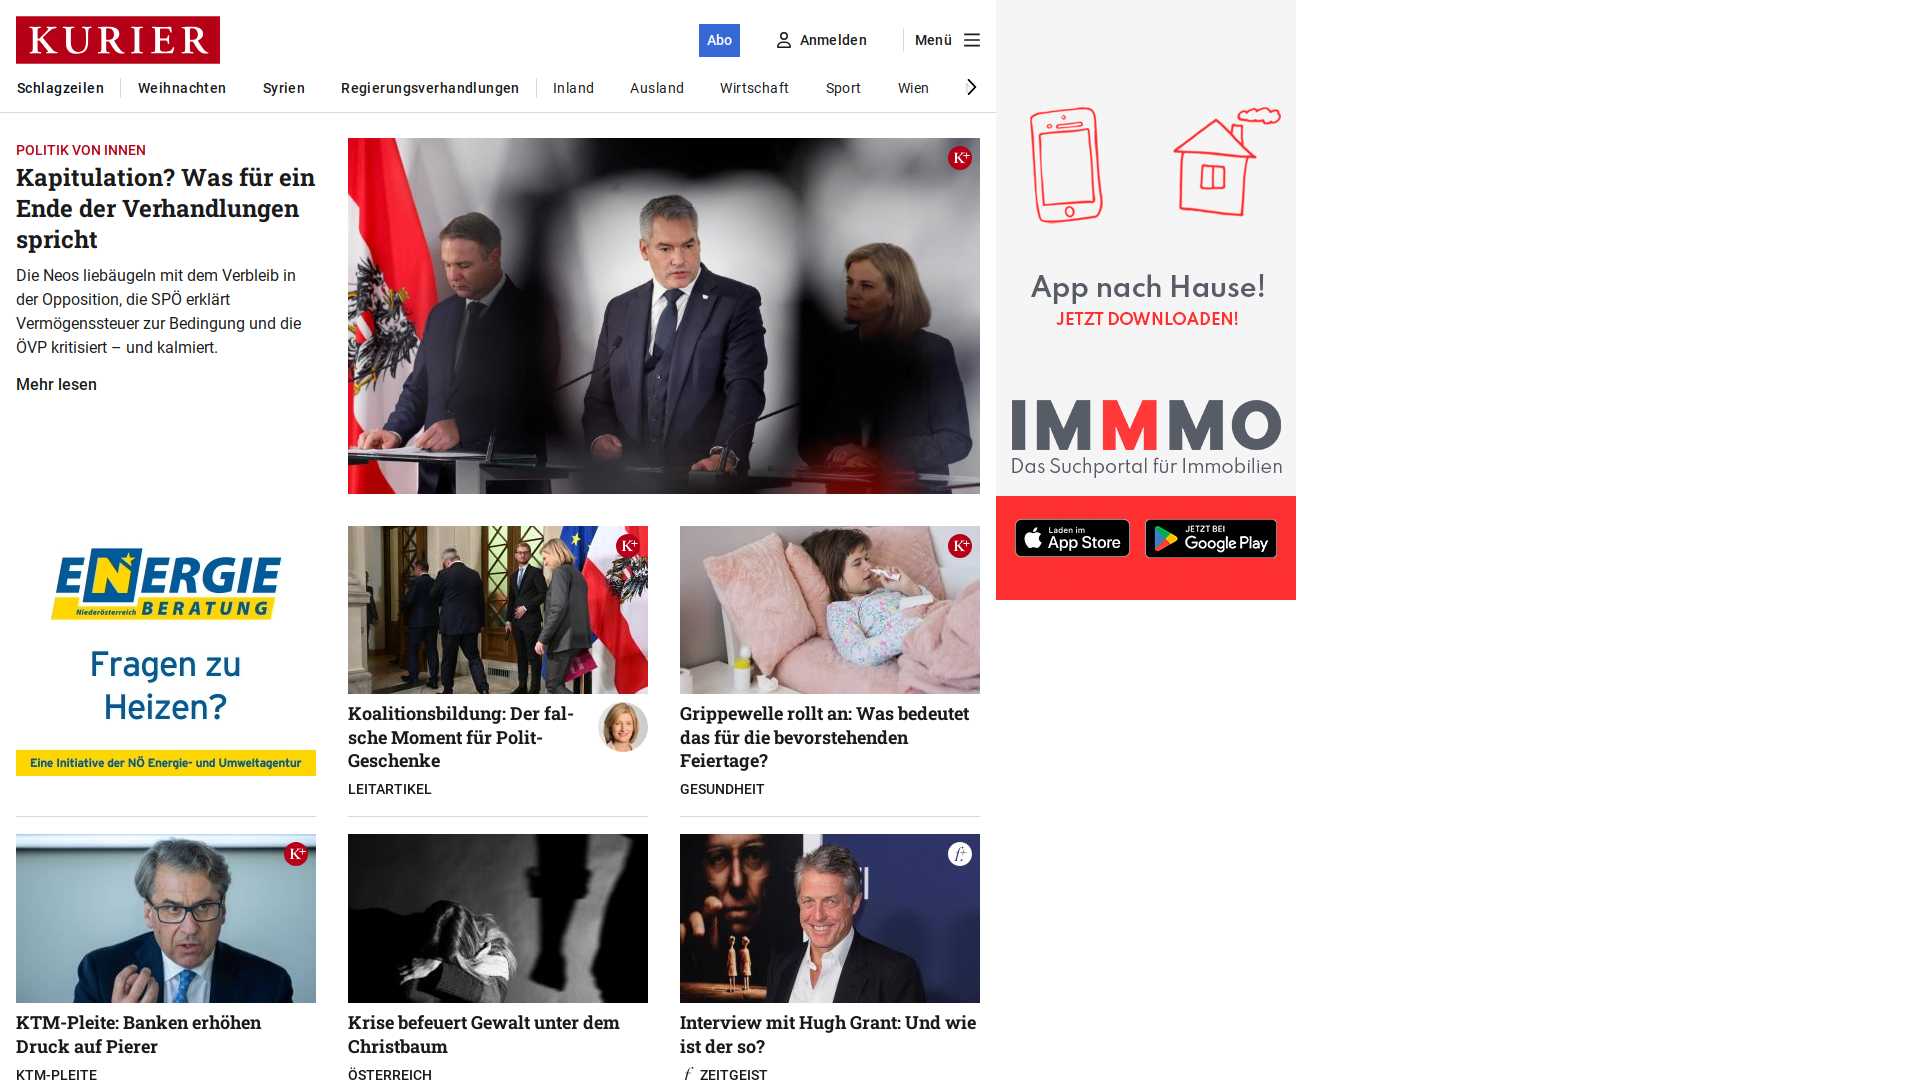 KURIER
Abo
Anmelden
Menü
Schlagzeilen
Weihnachten
Syrien
Regierungsverhandlungen
Inland
Ausland
Wirtschaft
Sport
Wien
POLITIK VON INNEN
Kapitulation? Was für ein
Ende der Verhandlungen
spricht
Die Neos liebäugeln mit dem Verbleib in
der Opposition, die SPÖ erklärt
Vermögenssteuer zur Bedingung und die
ÖVP kritisiert – und kalmiert.
Mehr lesen
K+
App nach Hause!
JETZT DOWNLOADEN!
IMMMO
Das Suchportal für Immobilien
Laden im
App Store
JETZT BEI
Google Play
ENERGIE
Niederösterreich BERATUNG
Fragen zu
Heizen?
Eine Initiative der NÖ Energie- und Umweltagentur
K+
Koalitionsbildung: Der fal-
sche Moment für Polit-
Geschenke
LEITARTIKEL
K+
Grippewelle rollt an: Was bedeutet
das für die bevorstehenden
Feiertage?
GESUNDHEIT
K+
KTM-Pleite: Banken erhöhen
Druck auf Pierer
KTM-PLEITE
Krise befeuert Gewalt unter dem
Christbaum
ÖSTERREICH
f+
Interview mit Hugh Grant: Und wie
ist der so?
f ZEITGEIST